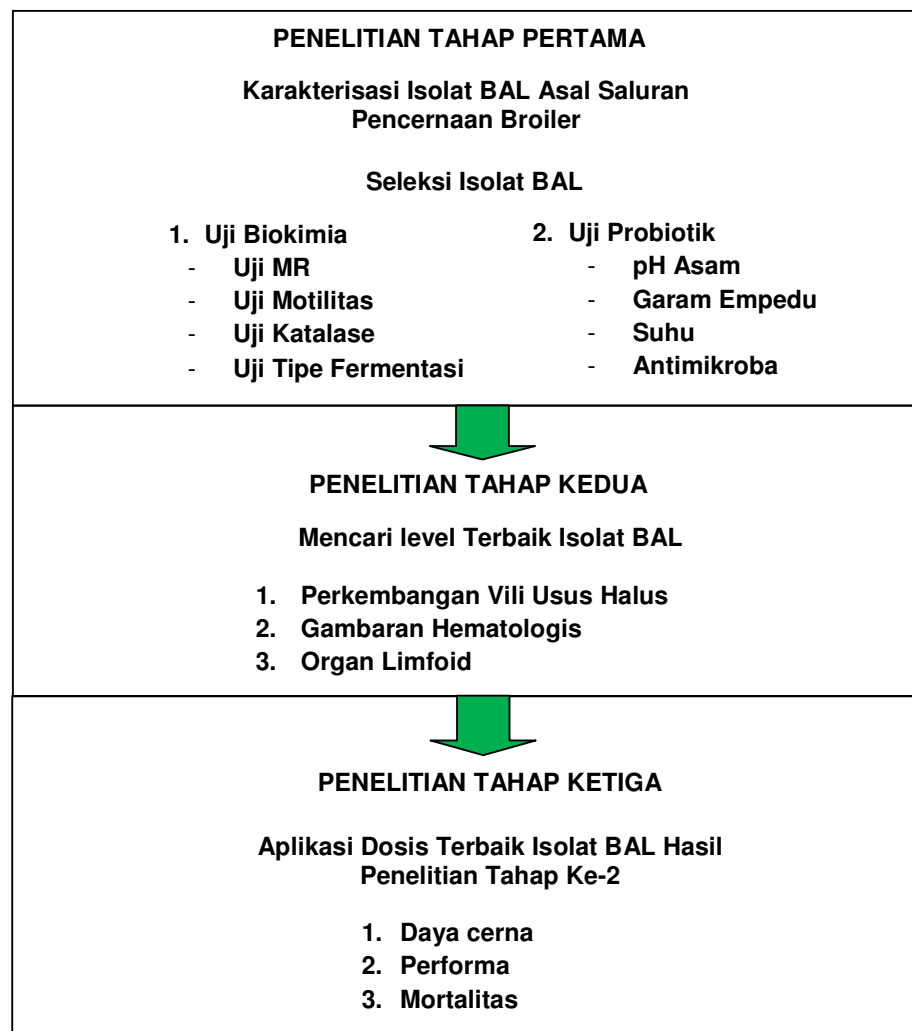 PENELITIAN TAHAP PERTAMA
Karakterisasi Isolat BAL Asal Saluran
Pencernaan Broiler
Seleksi Isolat BAL
1. Uji Biokimia
- Uji MR
- Uji Motilitas
- Uji Katalase
- Uji Tipe Fermentasi
2. Uji Probiotik
- pH Asam
- Garam Empedu
- Suhu
- Antimikroba
PENELITIAN TAHAP KEDUA
Mencari level Terbaik Isolat BAL
1. Perkembangan Vili Usus Halus
2. Gambaran Hematologis
3. Organ Limfoid
PENELITIAN TAHAP KETIGA
Aplikasi Dosis Terbaik Isolat BAL Hasil
Penelitian Tahap Ke-2
1. Daya cerna
2. Performa
3. Mortalitas